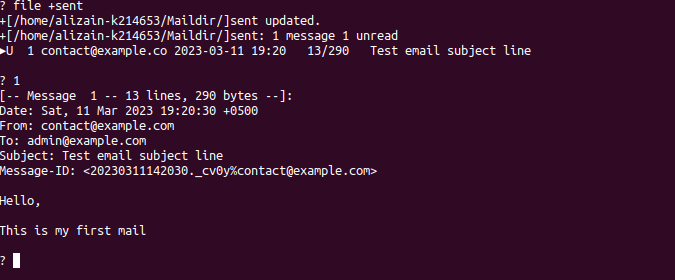 ? file +sent
+[/home/alizain-k214653/Maildir/]sent updated.
+[/home/alizain-k214653/Maildir/]sent: 1 message 1 unread
▸U  1 contact@example.co 2023-03-11 19:20   13/290   Test email subject line
? 1
[-- Message  1 -- 13 lines, 290 bytes --]:
Date: Sat, 11 Mar 2023 19:20:30 +0500
From: contact@example.com
To: admin@example.com
Subject: Test email subject line
Message-ID: <20230311142030._cv0y%contact@example.com>
Hello,
This is my first mail
?